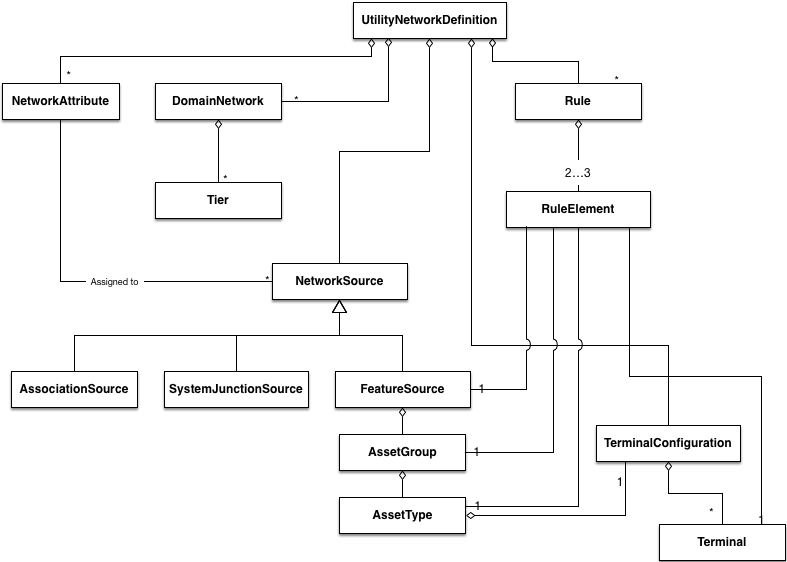 UtilityNetworkDefinition
*
*
NetworkAttribute
DomainNetwork
*
Rule
2...3
*
Tier
RuleElement
Assigned to
*
NetworkSource
AssociationSource
SystemJunctionSource
FeatureSource
1
AssetGroup
1
TerminalConfiguration
1
AssetType
1
*
1
Terminal